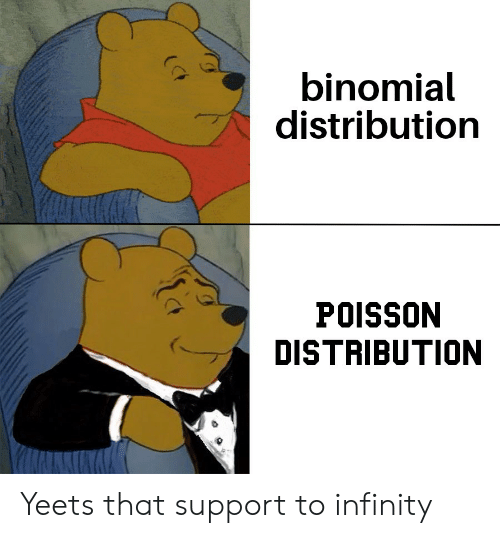 binomial
distribution
POISSON
DISTRIBUTION
Yeets that support to infinity